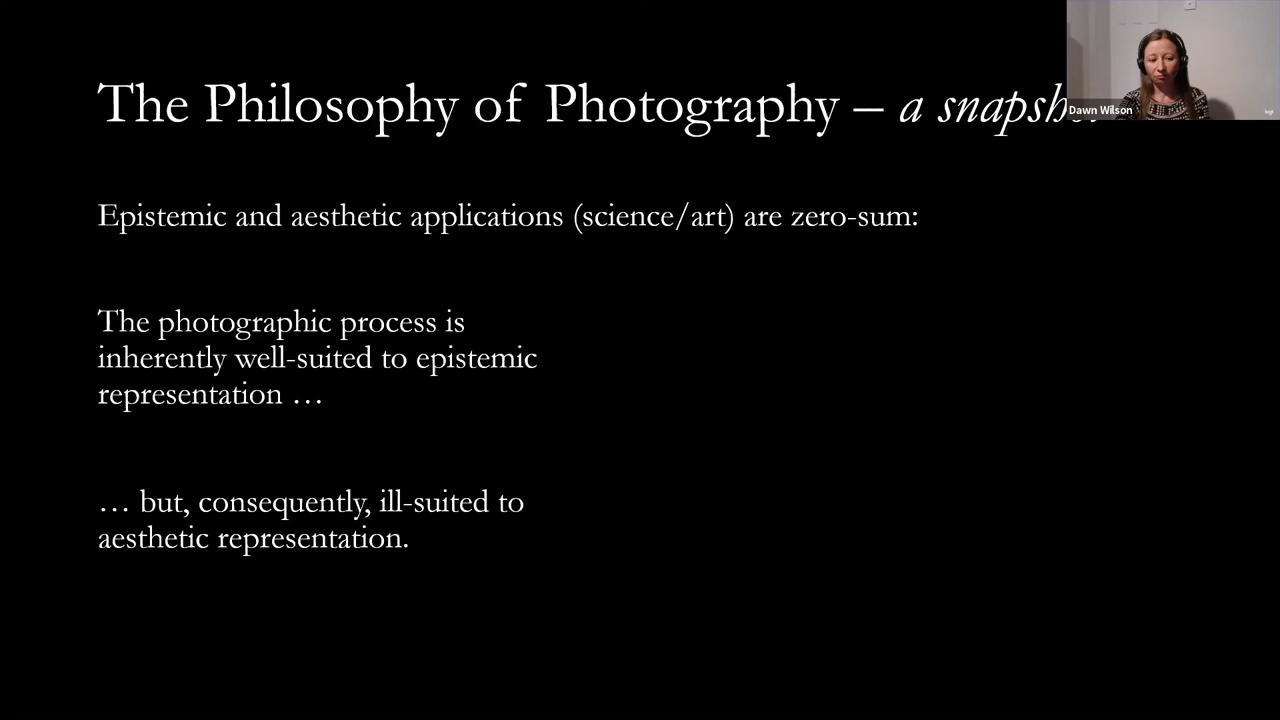 The Philosophy of Photography – a
Dawn Wilson
Epistemic and aesthetic applications (science/art) are zero-sum:
The photographic process is
inherently well-suited to epistemic
representation …
… but, consequently, ill-suited to
aesthetic representation.